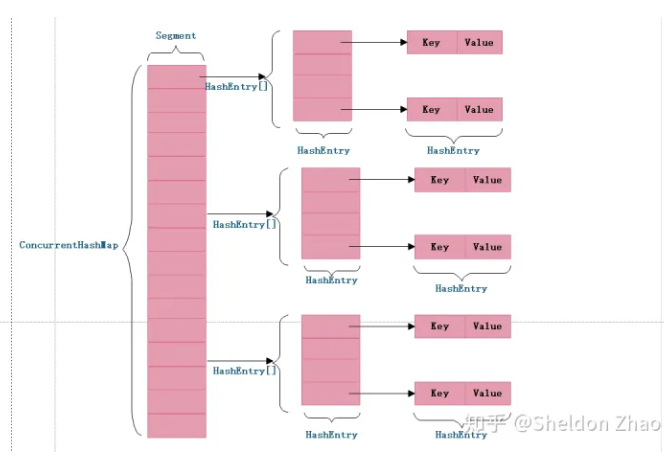 Segment
Key Value
HashEntry[]
Key Value
HashEntry
HashEntry
Key Value
HashEntry[]
ConcurrentHashMap
Key Value
HashEntry
HashEntry
Key Value
HashEntry[]
Key Value
知乎 @Sheldon Zhao
HashEntry
HashEntry